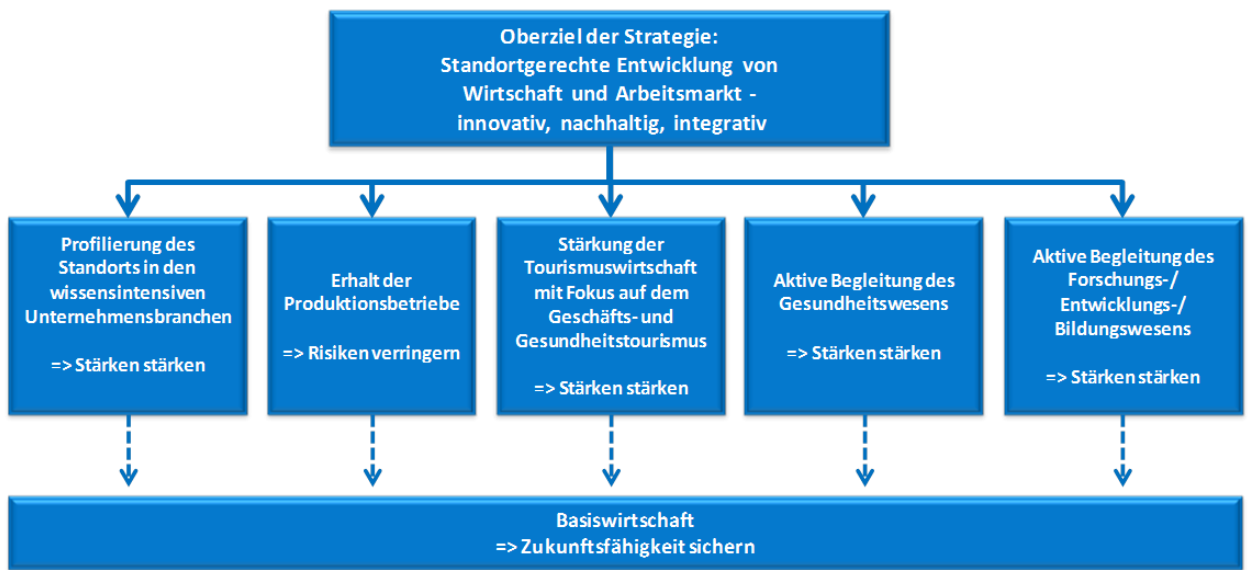 Oberziel der Strategie:
Standortgerechte Entwicklung von
Wirtschaft und Arbeitsmarkt -
innovativ, nachhaltig, integrativ
Profilierung des
Standorts in den
wissensintensiven
Unternehmensbranchen
=> Stärken stärken
Erhalt der
Produktionsbetriebe
=> Risiken verringern
Stärkung der
Tourismuswirtschaft
mit Fokus auf dem
Geschäfts- und
Gesundheitstourismus
=> Stärken stärken
Aktive Begleitung des
Gesundheitswesens
=> Stärken stärken
Aktive Begleitung des
Forschungs-/
Entwicklungs-/
Bildungswesens
=> Stärken stärken
Basiswirtschaft
=> Zukunftsfähigkeit sichern